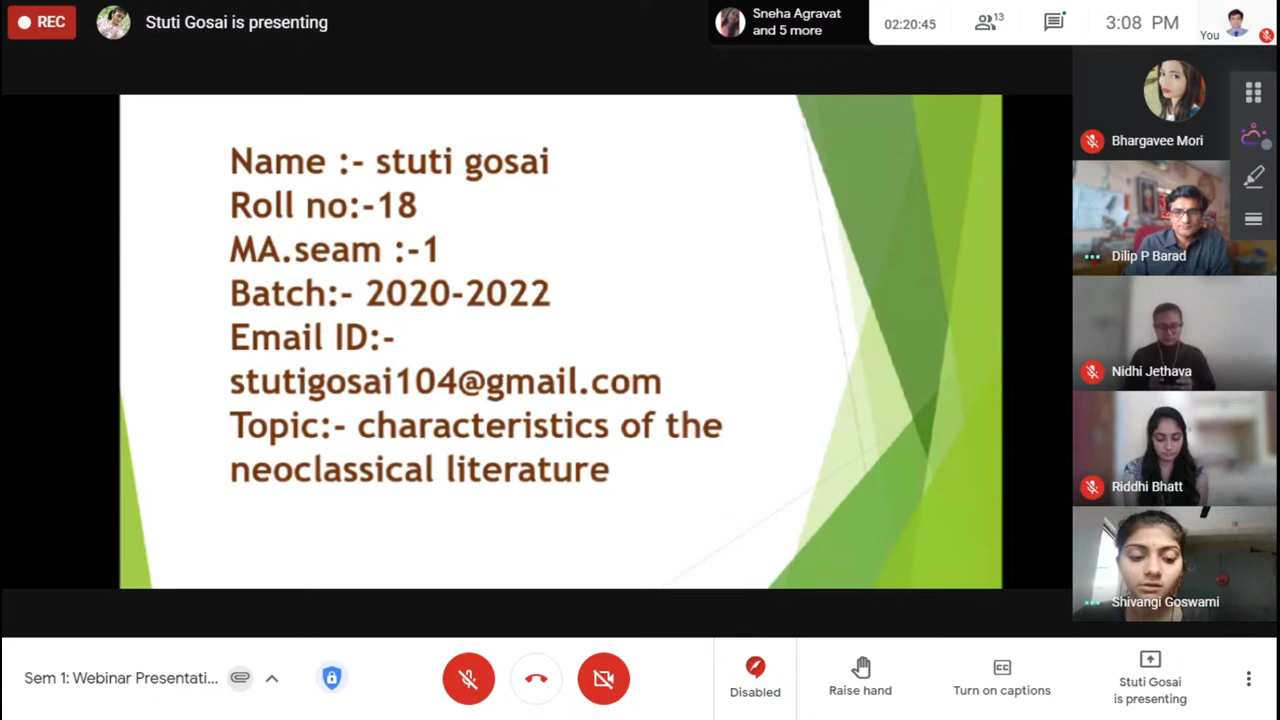 REC
Stuti Gosai is presenting
Sneha Agravat
and 5 more
02:20:45
13
3:08 PM
You
Name :- stuti gosai
Roll no:-18
MA.seam :-1
Batch:- 2020-2022
Email ID:-
stutigosai104@gmail.com
Topic:- characteristics of the
neoclassical literature
Bhargavee Mori
Dilip P Barad
Nidhi Jethava
Riddhi Bhatt
Shivangi Goswami
Sem 1: Webinar Presentati...
Disabled
Raise hand
CC
Turn on captions
Stuti Gosai
is presenting